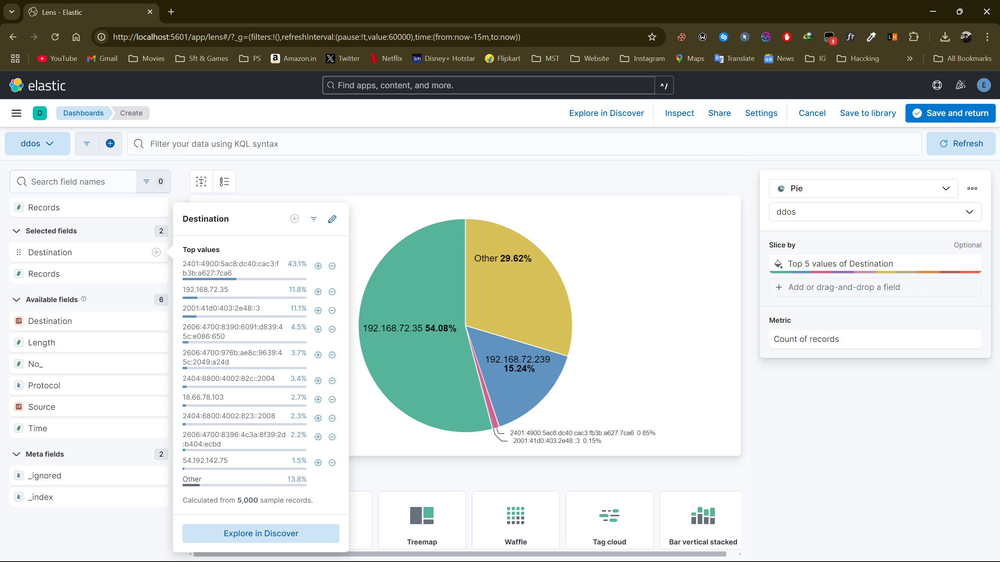 Lens - Elastic
http://localhost:5601/app/lens#/?_g=(filters:!(),refreshInterval:(pause:!t,value:60000),time:(from:now-15m,to:now))
3
f?
LH
YouTube
Gmail
Movies
Sft & Games
PS
Amazon.in
Twitter
Netflix
Disney+ Hotstar
Flipkart
MST
Website
Instagram
Maps
Translate
News
IG
Haccking
All Bookmarks
elastic
Find apps, content, and more.
^/
E
D
Dashboards
Create
Explore in Discover
Inspect
Share
Settings
Cancel
Save to library
Save and return
ddos
Filter your data using KQL syntax
Refresh
Search field names
0
Records
Selected fields
2
Destination
Records
Available fields
6
Destination
Length
No_
Protocol
Source
Time
Meta fields
2
_ignored
_index
Destination
Top values
2401:4900:5ac8:dc40:cac3:f
b3b:a627:7ca6
43.1%
192.168.72.35
11.8%
2001:41d0:403:2e48::3
11.1%
2606:4700:8390:6091:d839:4
5c:e086:650
4.5%
2606:4700:976b:ae8c:9639:4
5c:2049:a24d
3.7%
2404:6800:4002:82c::2004
3.4%
18.66.78.103
2.7%
2404:6800:4002:823::2008
2.3%
2606:4700:8396:4c3a:8f39:2d
:b404:ecbd
2.2%
54.192.142.75
1.5%
Other
13.8%
Calculated from 5,000 sample records.
Explore in Discover
Other 29.62%
192.168.72.35 54.08%
192.168.72.239
15.24%
2401:4900:5ac8:dc40:cac3:fb3b:a627:7ca6 0.85%
2001:41d0:403:2e48::3 0.15%
Treemap
Waffle
Tag cloud
Bar vertical stacked
Pie
ddos
Slice by
Optional
Top 5 values of Destination
Add or drag-and-drop a field
Metric
Count of records